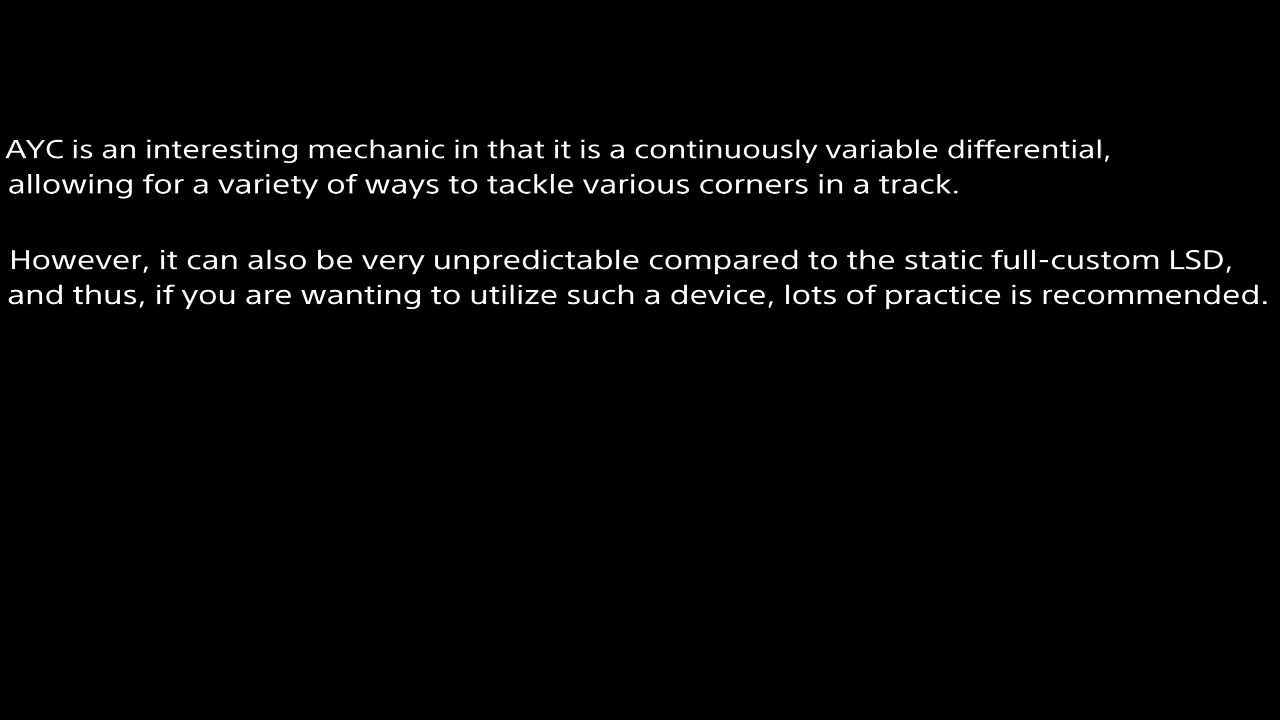 AYC is an interesting mechanic in that it is a continuously variable differential,
allowing for a variety of ways to tackle various corners in a track.
However, it can also be very unpredictable compared to the static full-custom LSD,
and thus, if you are wanting to utilize such a device, lots of practice is recommended.